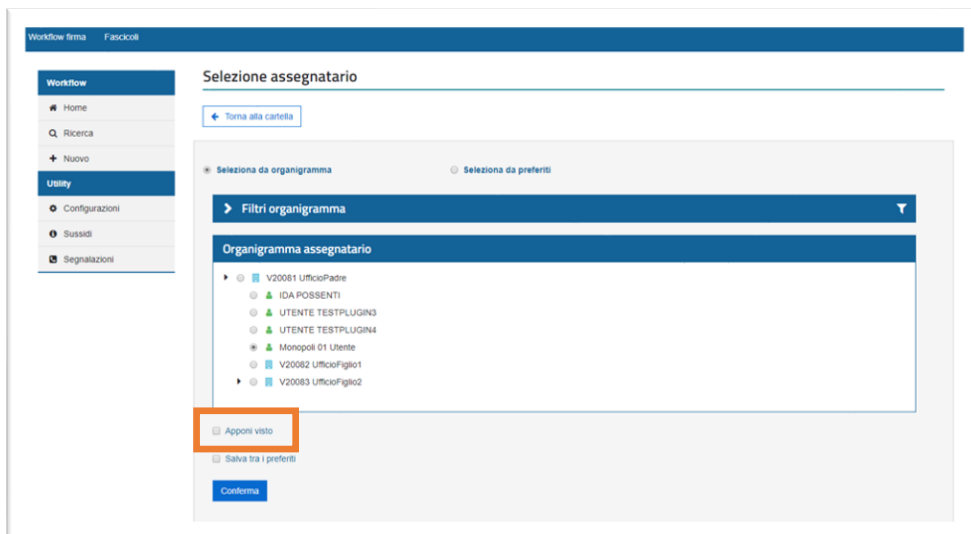 Workflow firma Fascicoli
Workflow
Home
Ricerca
Nuovo
Utility
Configurazioni
Sussidi
Segnalazioni
Selezione assegnatario
Torna alla cartella
Seleziona da organigramma Seleziona da preferiti
Filtri organigramma
Organigramma assegnatario
V20081 UfficioPadre
IDA POSSENTI
UTENTE TESTPLUGIN3
UTENTE TESTPLUGIN4
Monopoli 01 Utente
V20082 UfficioFiglio1
V20083 UfficioFiglio2
Apponi visto
Salva tra i preferiti
Conferma